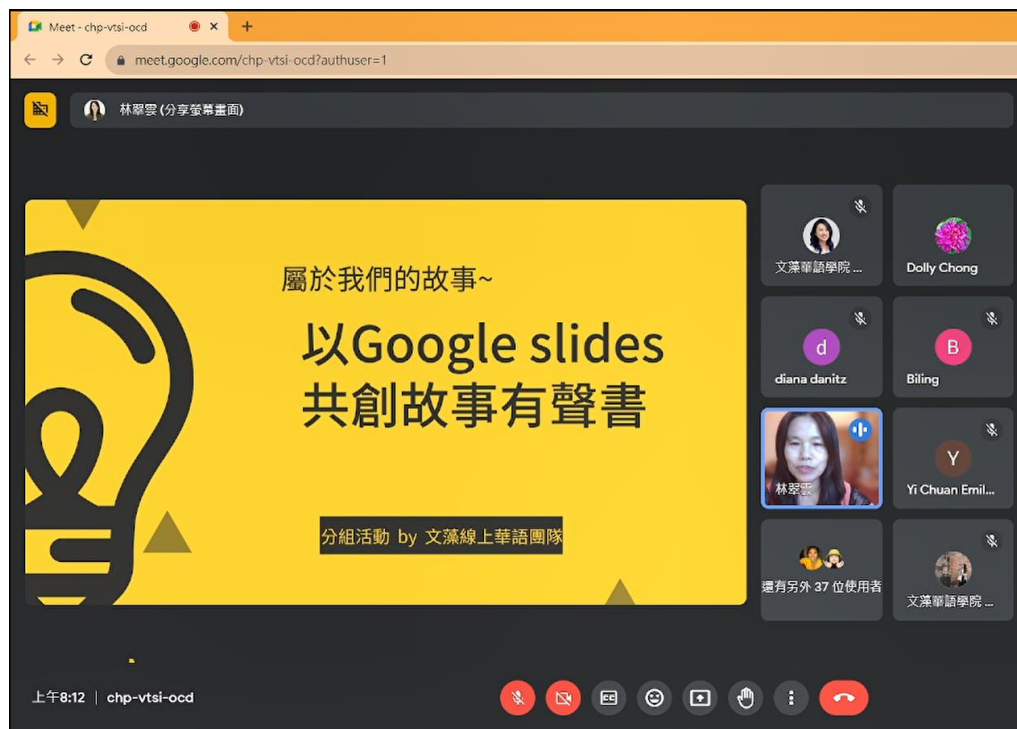 Meet - chp-vtsi-ocd
meet.google.com/chp-vtsi-ocd?authuser=1
林翠雲 (分享螢幕畫面)
屬於我們的故事~
以Google slides
共創故事有聲書
分組活動 by 文藻線上華語團隊
文藻華語學院 ...
Dolly Chong
d
diana danitz
B
Biling
林翠雲
Y
Yi Chuan Emil...
還有另外 37 位使用者
文藻華語學院 ...
上午8:12 | chp-vtsi-ocd